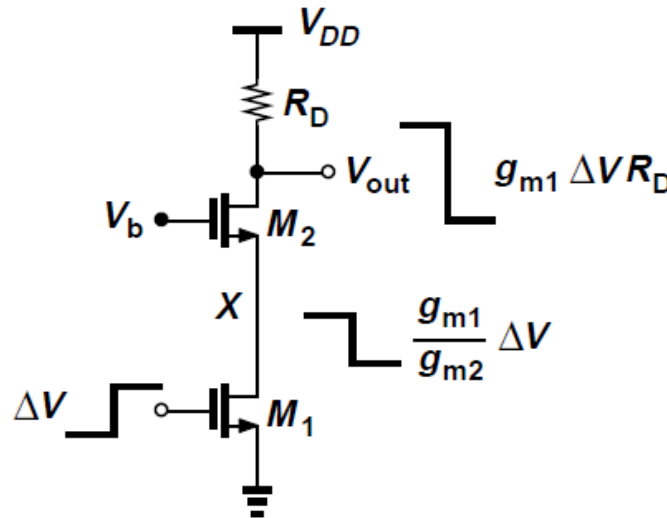 V_DD
R_D
V_out
g_m1 ΔV R_D
V_b
M_2
X
g_m1
g_m2
ΔV
ΔV
M_1